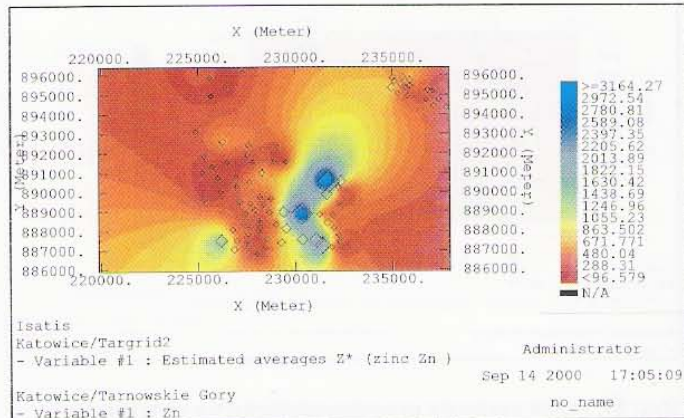 X (Meter)
220000. 225000. 230000. 235000.
896000. 896000. >=3164.27
895000. 895000. 2972.54
894000. 894000. 2780.81
893000. 893000. 2589.08
892000. 892000. 2397.35
891000. 891000. 2205.62
890000. 890000. 2013.89
889000. 889000. 1822.15
888000. 888000. 1630.42
887000. 887000. 1438.69
886000. 886000. 1246.96
1055.23
863.502
671.771
480.04
288.31
<96.579
N/A
Y (Meter)
Y (Meter)
220000. 225000. 230000. 235000.
X (Meter)
Isatis
Katowice/Targrid2
- Variable #1 : Estimated averages Z* (zinc Zn )
Katowice/Tarnowskie Gory
- Variable #1 : Zn
Administrator
Sep 14 2000 17:05:09
no_name